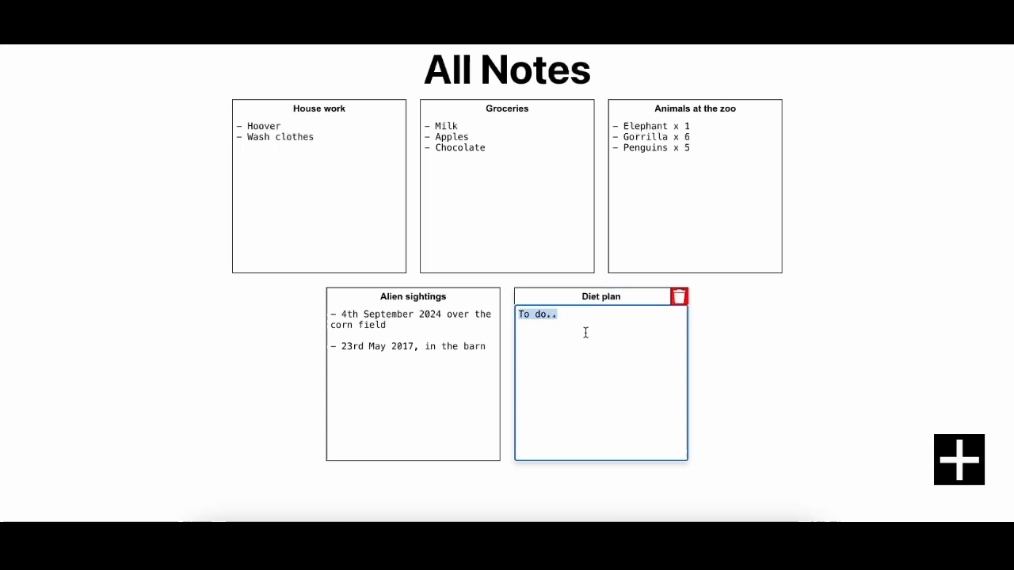 All Notes
House work
- Hoover
- Wash clothes
Groceries
- Milk
- Apples
- Chocolate
Animals at the zoo
- Elephant x 1
- Gorrilla x 6
- Penguins x 5
Alien sightings
- 4th September 2024 over the
corn field
- 23rd May 2017, in the barn
Diet plan
To do..